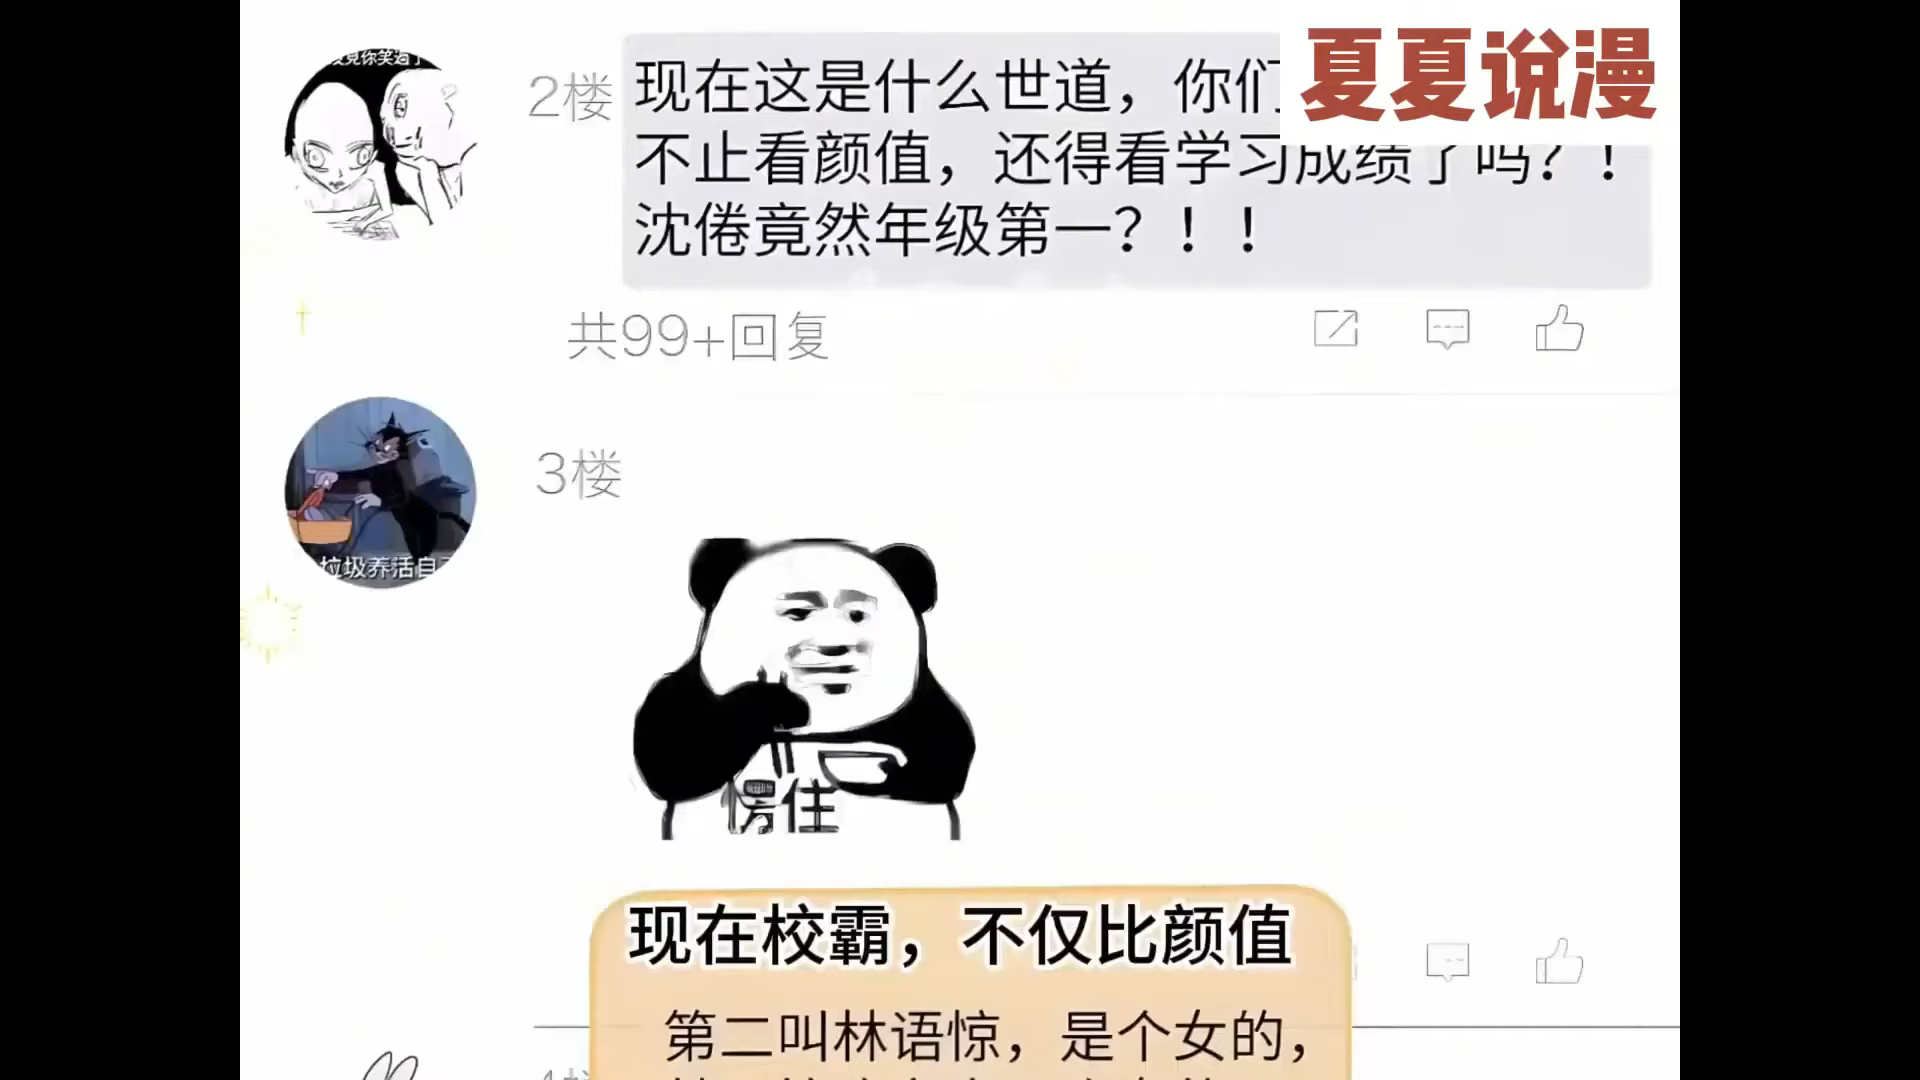 夏夏说漫
2楼
现在这是什么世道，你们
不止看颜值，还得看学习成绩了吗？！
沈倦竟然年级第一？！！
共99+回复
3楼
垃圾养活自
愣住
现在校霸，不仅比颜值
第二叫林语惊，是个女的，